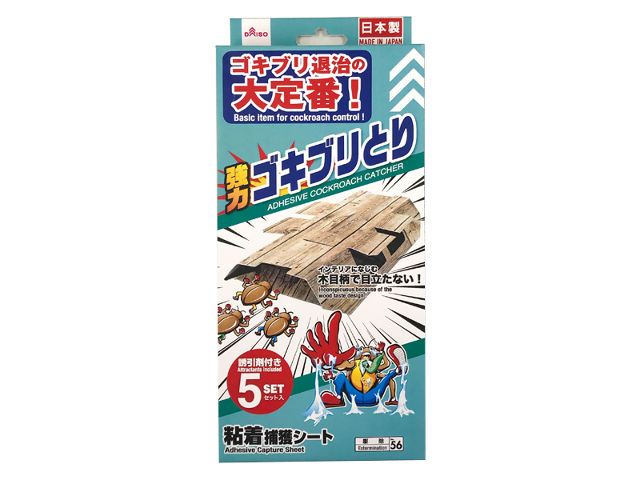 DAISO
日本製
MADE IN JAPAN
ゴキブリ退治の
大定番！
Basic item for cockroach control !
強力
ゴキブリとり
ADHESIVE COCKROACH CATCHER
インテリアになじむ
木目柄で目立たない！
Inconspicuous because of the
wood taste design!
誘引剤付き
Attractants included
5 SET
セット入
粘着捕獲シート
Adhesive Capture Sheet
駆除
Extermination 56